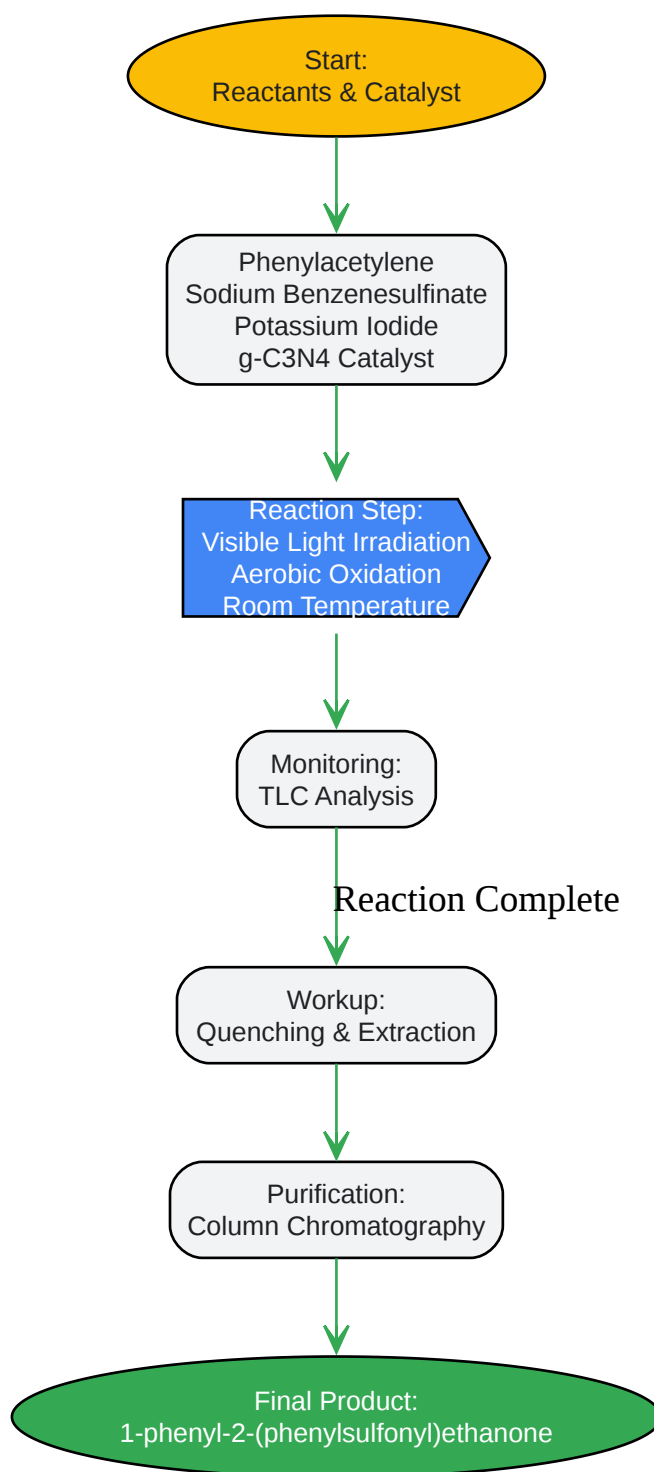 Start:
Reactants & Catalyst
Phenylacetylene
Sodium Benzenesulfinate
Potassium Iodide
g-C3N4 Catalyst
Reaction Step:
Visible Light Irradiation
Aerobic Oxidation
Room Temperature
Monitoring:
TLC Analysis
Reaction Complete
Workup:
Quenching & Extraction
Purification:
Column Chromatography
Final Product:
1-phenyl-2-(phenylsulfonyl)ethanone